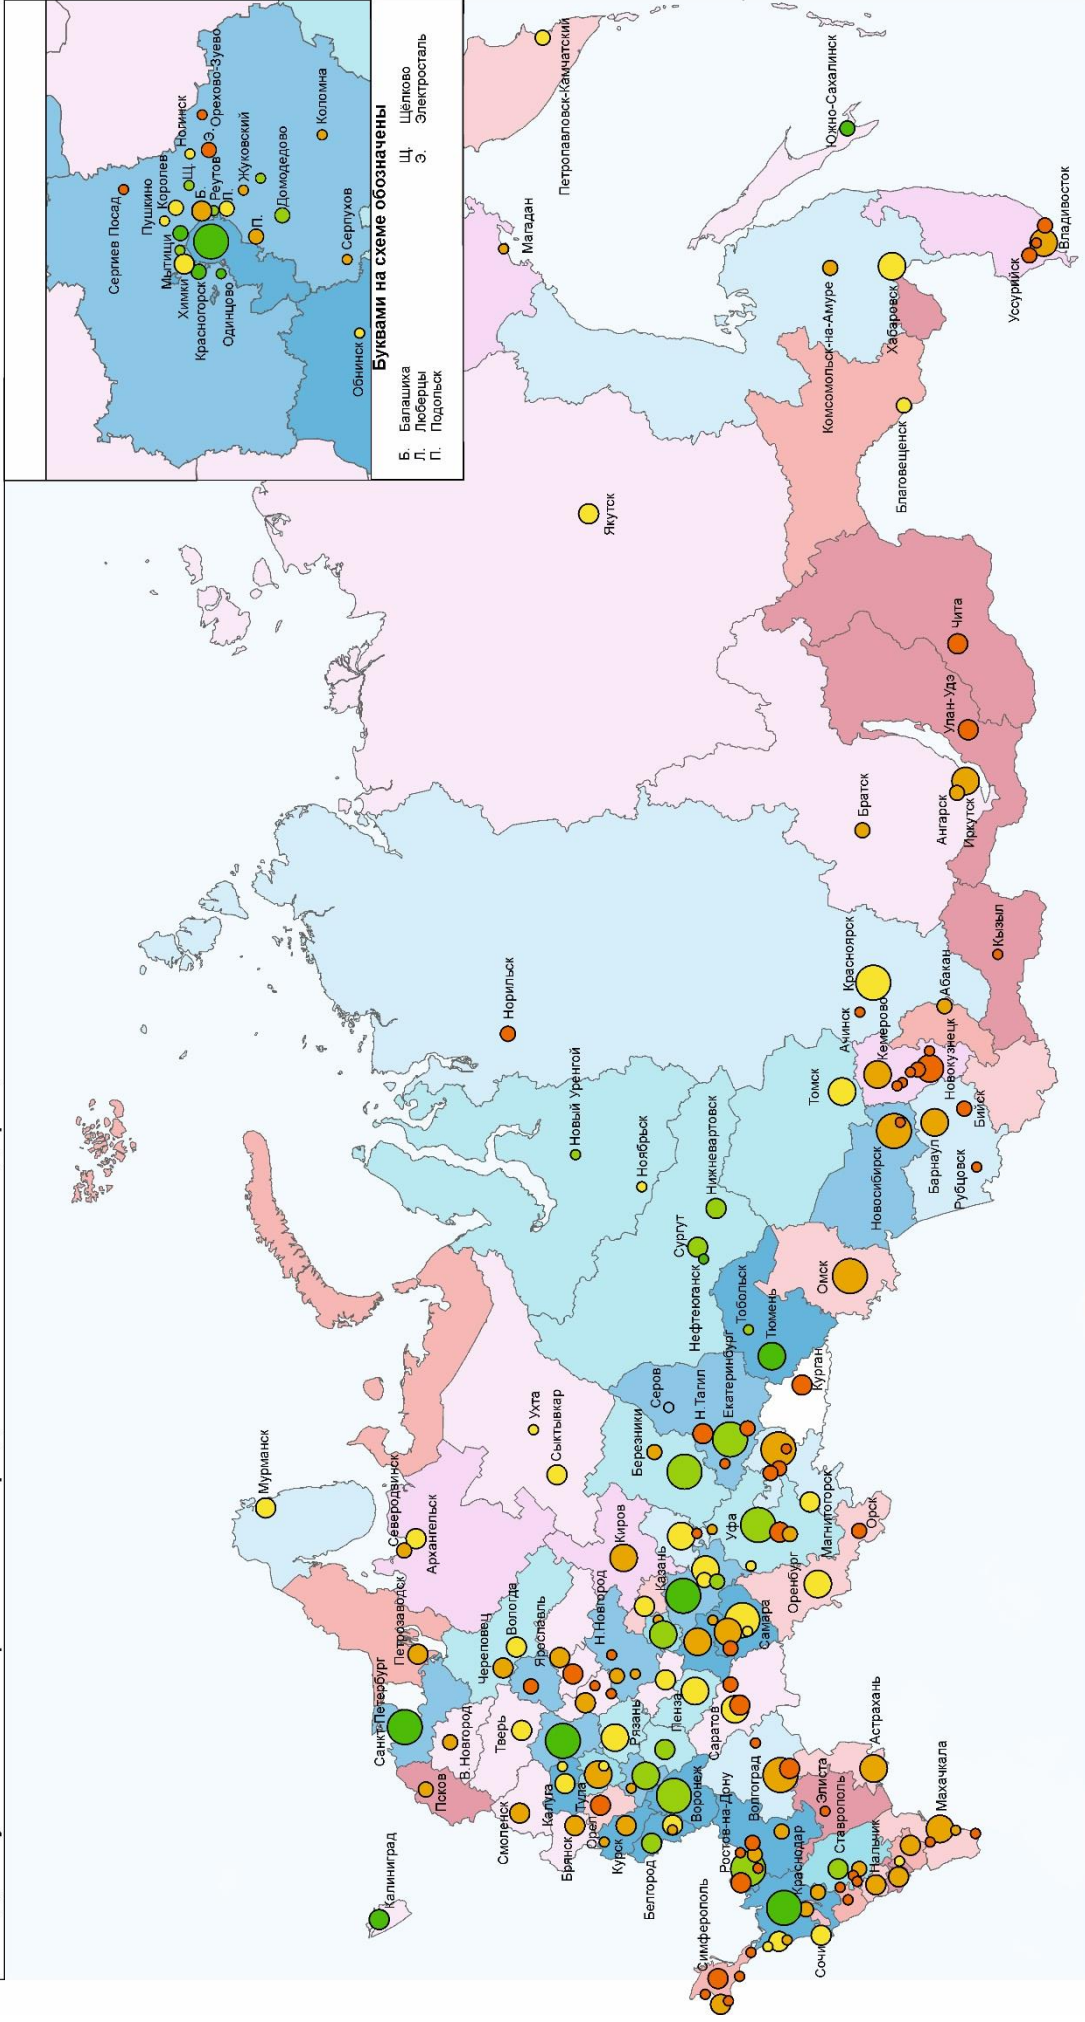 Сергиев Посад
Пушкино
Королев
Мытищи
Химки
Красногорск
Одинцово
Щ.
Э.
Орехово-Зуево
Б.
Реутов
Л.
Жуковский
П.
Домодедово
Коломна
Серпухов
Обнинск
Буквами на схеме обозначены
Б. Балашиха
Л. Люберцы
П. Подольск
Щ. Щёлково
Э. Электросталь
Петропавловск-Камчатский
Магадан
Южно-Сахалинск
Комсомольск-на-Амуре
Хабаровск
Уссурийск
Владивосток
Благовещенск
Якутск
Чита
Улан-Удэ
Братск
Ангарск
Иркутск
Кызыл
Норильск
Красноярск
Ачинск
Абакан
Кемерово
Новокузнецк
Томск
Новосибирск
Барнаул
Бийск
Рубцовск
Новый Уренгой
Ноябрьск
Нижневартовск
Сургут
Нефтеюганск
Омск
Тобольск
Тюмень
Курган
Серов
Н.Тагил
Екатеринбург
Березники
Ухта
Сыктывкар
Мурманск
Северодвинск
Архангельск
Киров
Уфа
Магнитогорск
Орск
Оренбург
Казань
Самара
Н.Новгород
Петрозаводск
Череповец
Вологда
Ярославль
Санкт-Петербург
В.Новгород
Псков
Тверь
Смоленск
Калуга
Тула
Рязань
Пенза
Саратов
Брянск
Орел
Курск
Белгород
Воронеж
Волгоград
Астрахань
Ростов-на-Дону
Элиста
Ставрополь
Краснодар
Нальчик
Махачкала
Сочи
Симферополь
Калининград